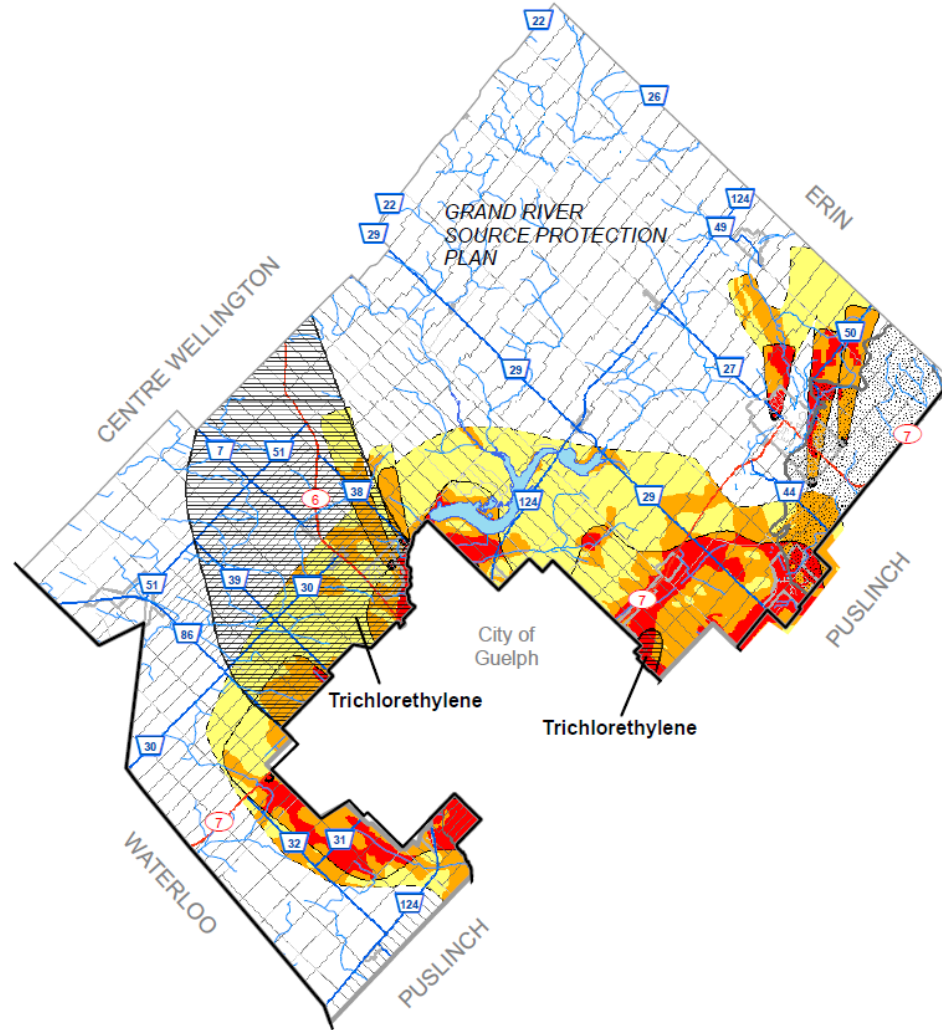 22
26
ERIN
124
22
GRAND RIVER
SOURCE PROTECTION
PLAN
49
29
CENTRE WELLINGTON
50
29
27
7
7
51
6
38
44
124
29
39
30
51
7
PUSLINCH
86
City of
Guelph
Trichlorethylene
Trichlorethylene
30
7
32
31
WATERLOO
124
PUSLINCH